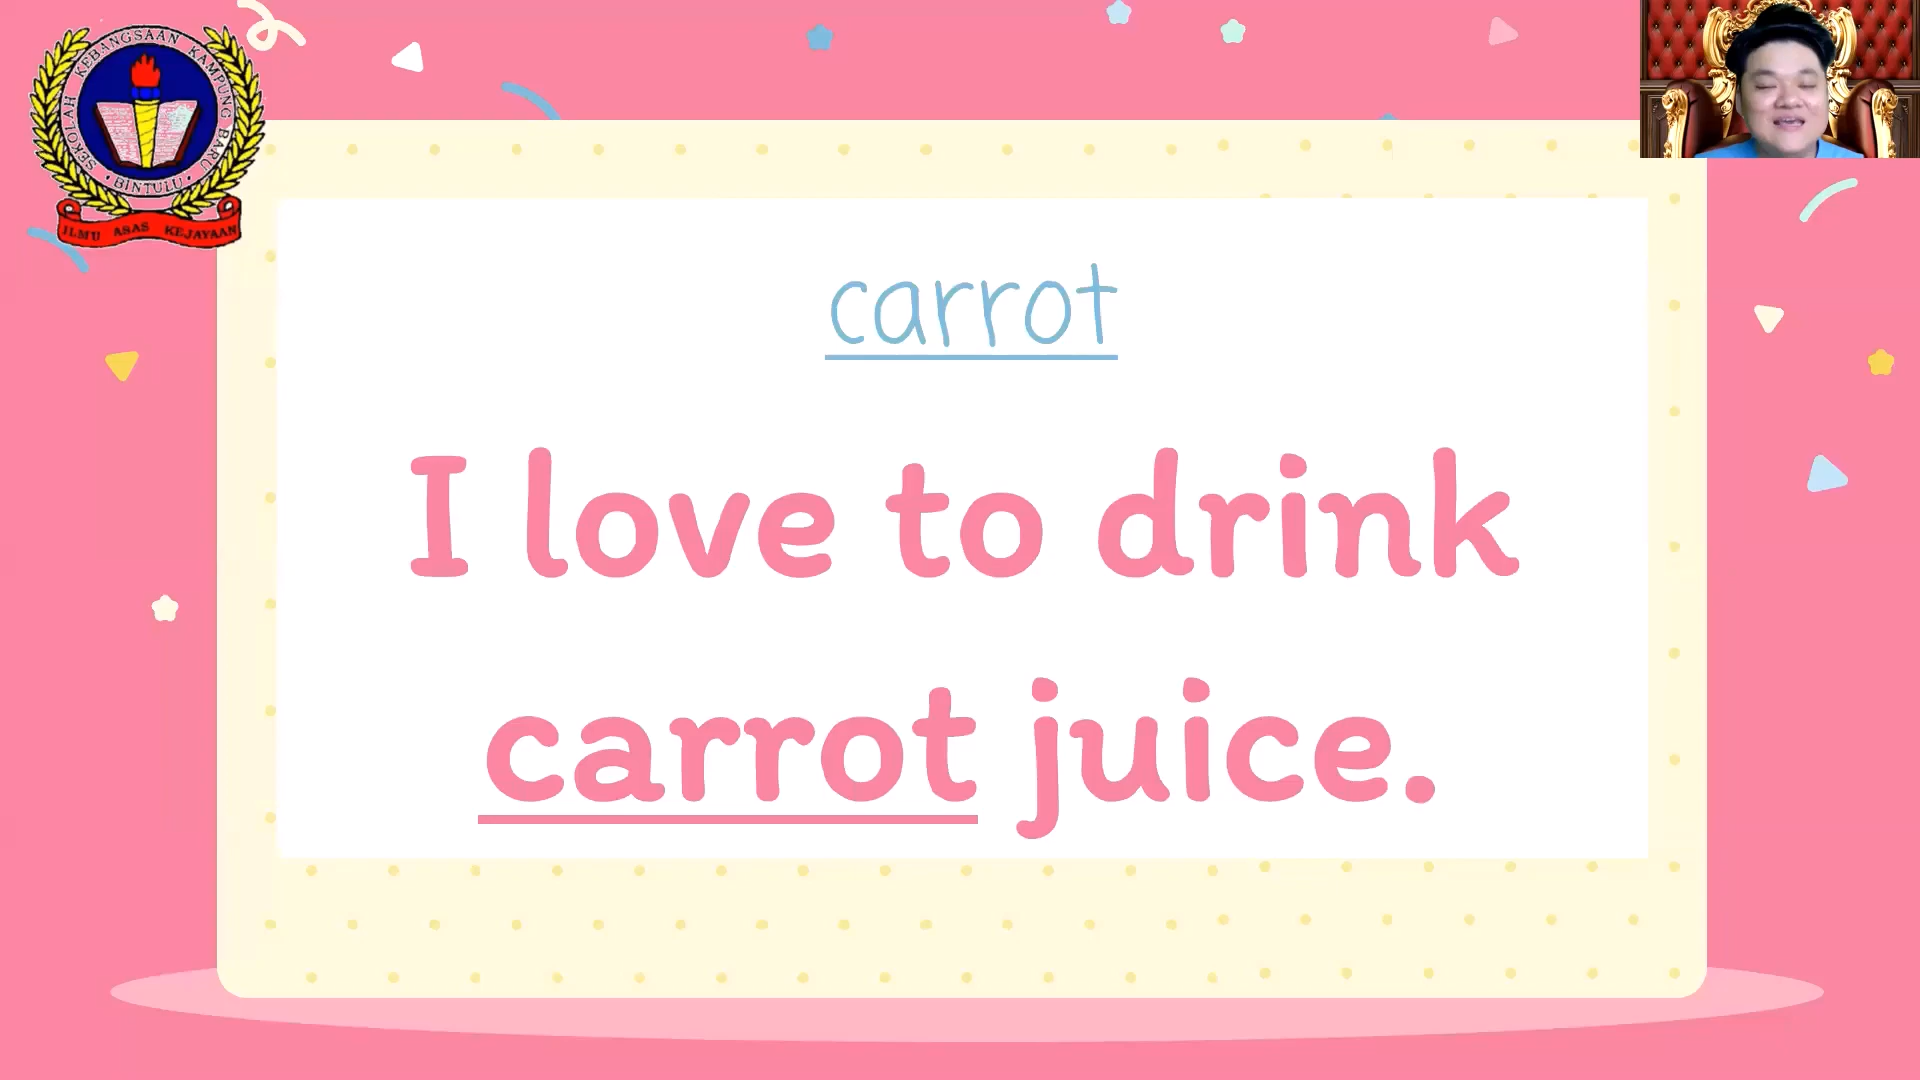 SEKOLAH KEBANGSAAN KAMPUNG BARU
• BINTULU •
ILMU ASAS KEJAYAAN
carrot
I love to drink
carrot juice.